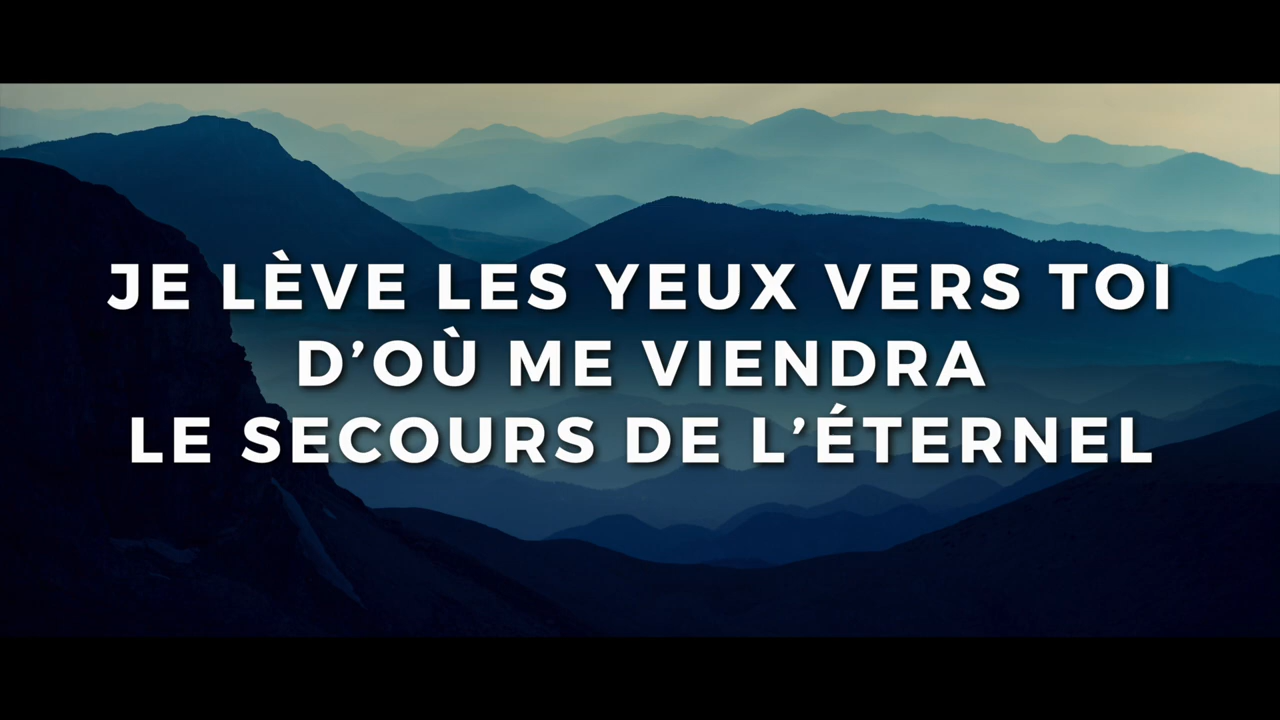 JE LÈVE LES YEUX VERS TOI
D’OÙ ME VIENDRA
LE SECOURS DE L’ÉTERNEL